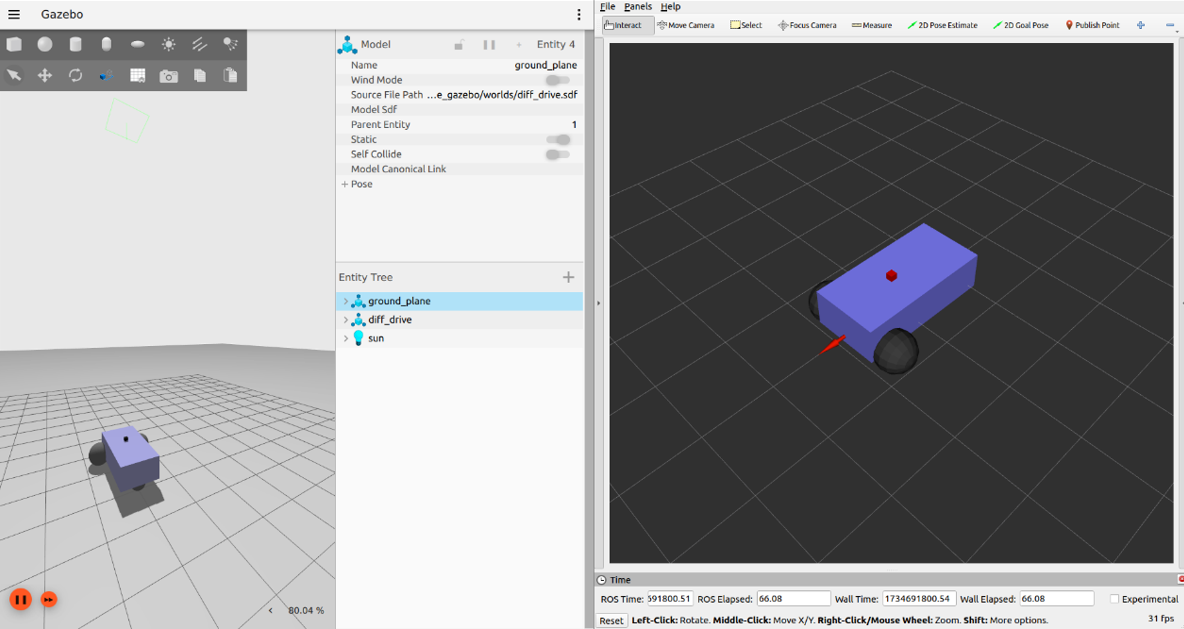 Gazebo
Model
Entity 4
Name ground_plane
Wind Mode
Source File Path ...e_gazebo/worlds/diff_drive.sdf
Model Sdf
Parent Entity 1
Static
Self Collide
Model Canonical Link
+ Pose
Entity Tree +
ground_plane
diff_drive
sun
80.04 %
File Panels Help
Interact Move Camera Select Focus Camera Measure 2D Pose Estimate 2D Goal Pose Publish Point
Time
ROS Time: 691800.51 ROS Elapsed: 66.08 Wall Time: 1734691800.54 Wall Elapsed: 66.08 Experimental
Reset Left-Click: Rotate. Middle-Click: Move X/Y. Right-Click/Mouse Wheel: Zoom. Shift: More options. 31 fps